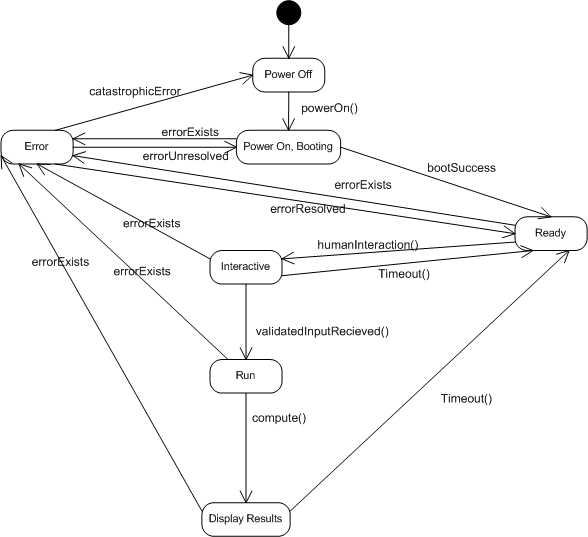 Power Off
catastrophicError
powerOn()
errorExists
Error
Power On, Booting
errorUnresolved
bootSuccess
errorExists
errorResolved
errorExists
Ready
humanInteraction()
errorExists
errorExists
Interactive
Timeout()
validatedInputRecieved()
Run
Timeout()
compute()
Display Results